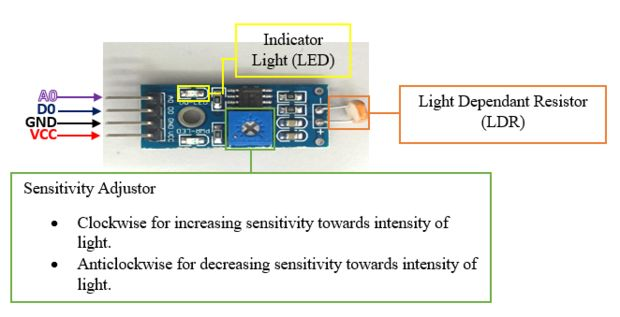 Indicator
Light (LED)
A0
D0
GND
VCC
Light Dependant Resistor
(LDR)
Sensitivity Adjustor
• Clockwise for increasing sensitivity towards intensity of
light.
• Anticlockwise for decreasing sensitivity towards intensity of
light.